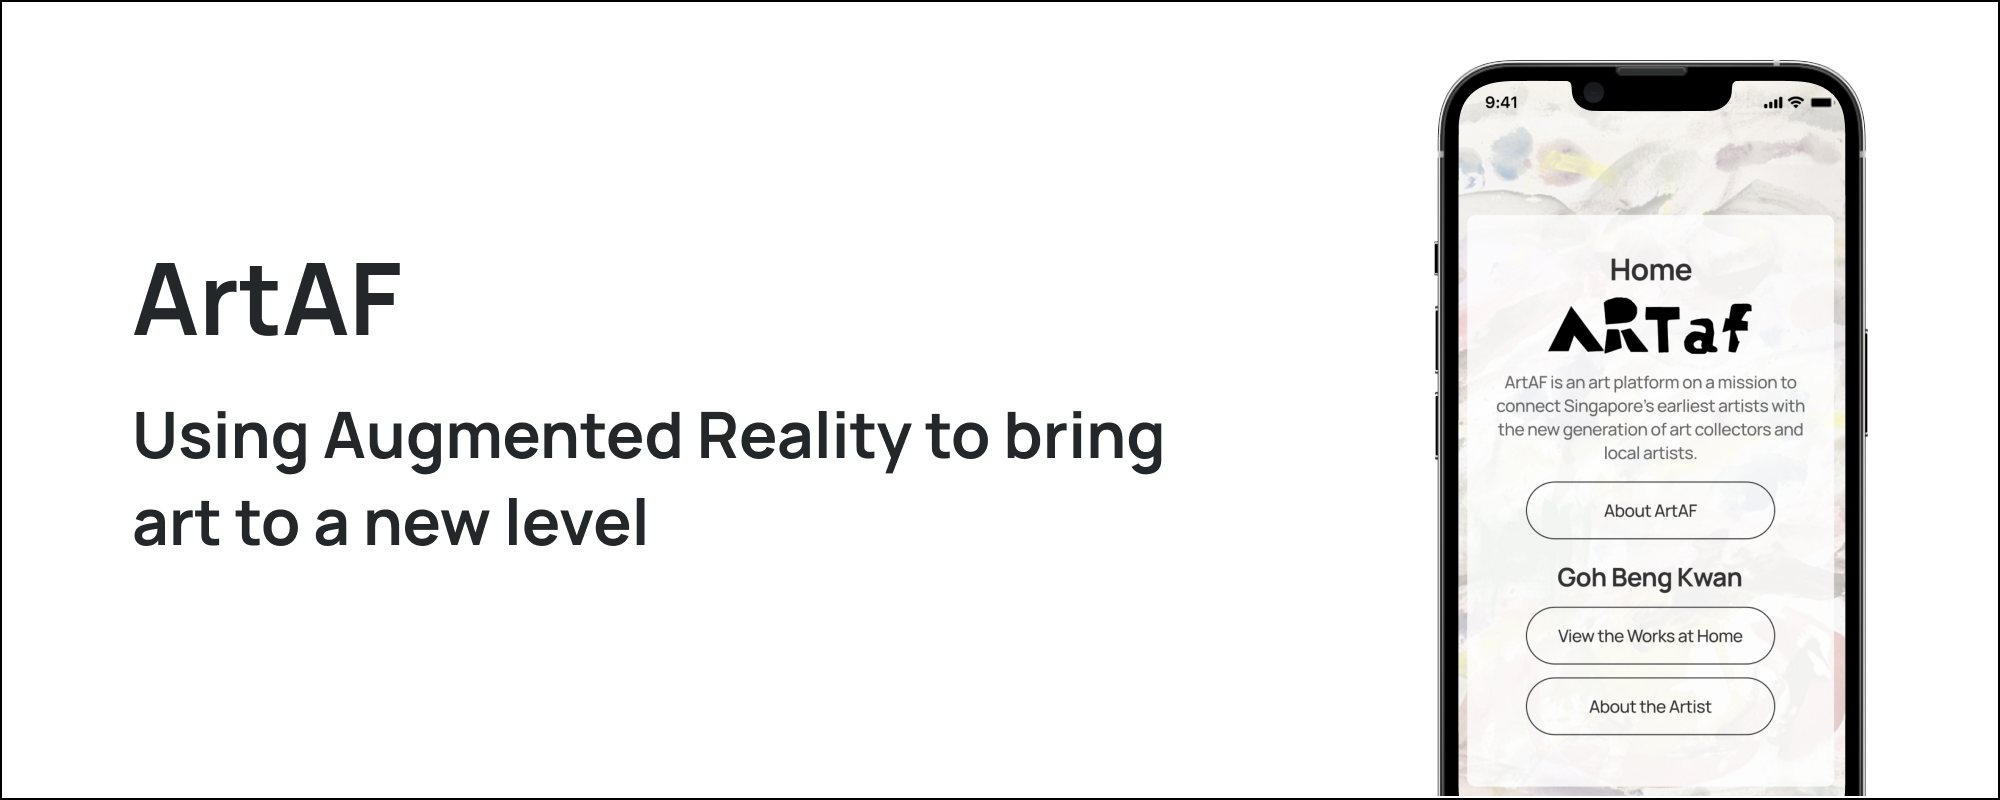 ArtAF
Using Augmented Reality to bring
art to a new level
9:41
Home
ARTaf
ArtAF is an art platform on a mission to
connect Singapore's earliest artists with
the new generation of art collectors and
local artists.
About ArtAF
Goh Beng Kwan
View the Works at Home
About the Artist